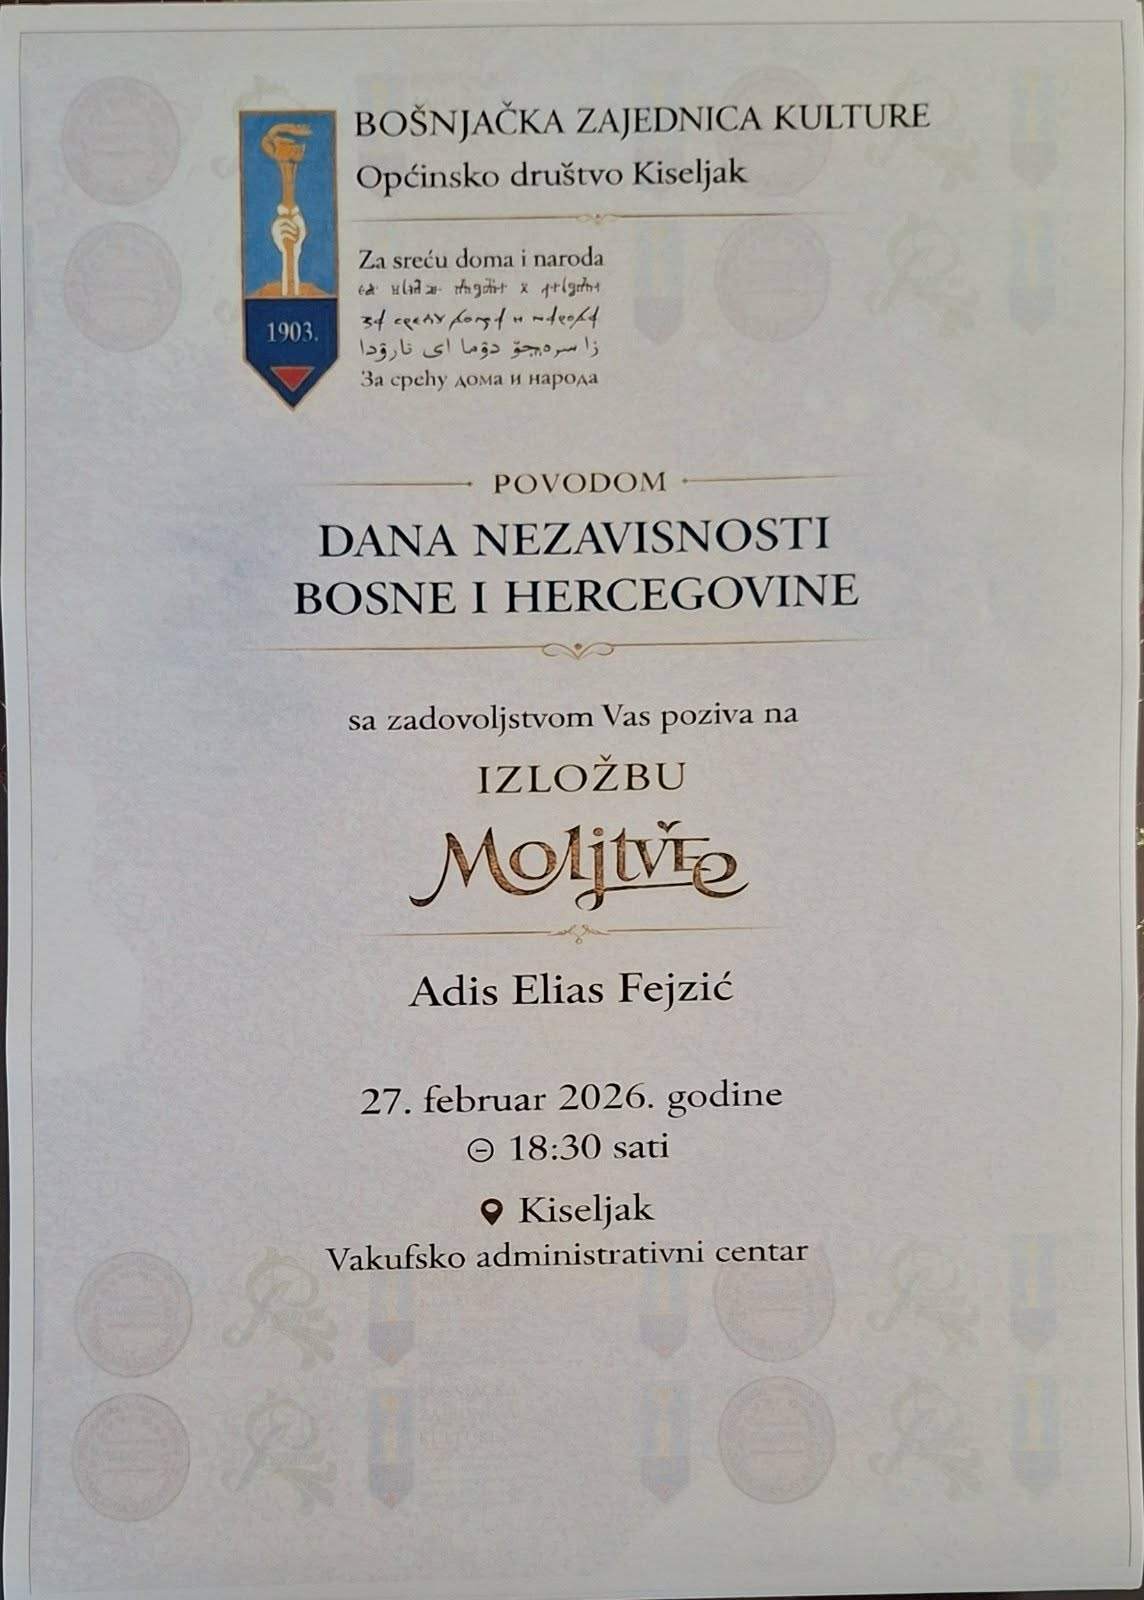 BOŠNJAČKA ZAJEDNICA KULTURE
Općinsko društvo Kiseljak
Za sreću doma i naroda
За срећу дома и народа
1903.
POVODOM
DANA NEZAVISNOSTI
BOSNE I HERCEGOVINE
sa zadovoljstvom Vas poziva na
IZLOŽBU
Moljtve
Adis Elias Fejzić
27. februar 2026. godine
18:30 sati
Kiseljak
Vakufsko administrativni centar